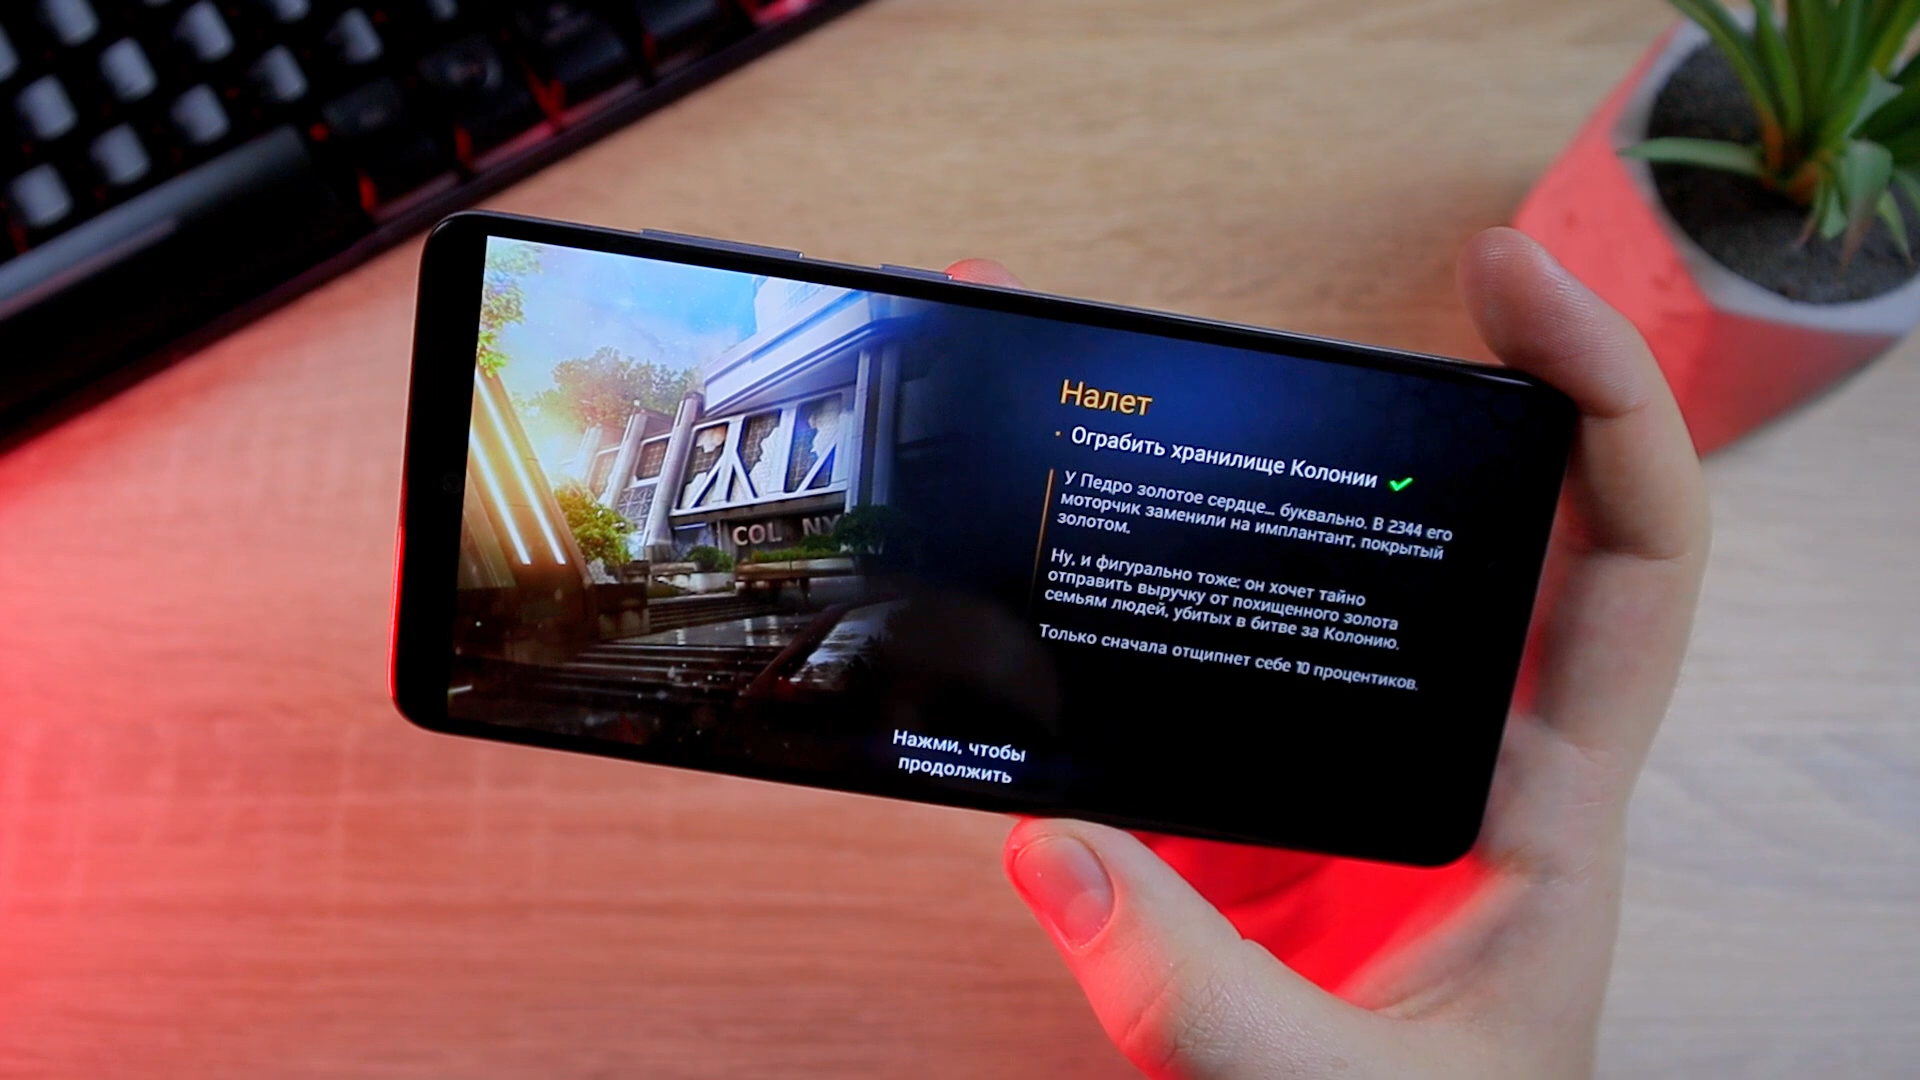 COL NY
Налет
Ограбить хранилище Колонии
У Педро золотое сердце... буквально. В 2344 его
моторчик заменили на имплантант, покрытый
золотом.
Ну, и фигурально тоже: он хочет тайно
отправить выручку от похищенного золота
семьям людей, убитых в битве за Колонию.
Только сначала отщипнет себе 10 процентиков.
Нажми, чтобы
продолжить